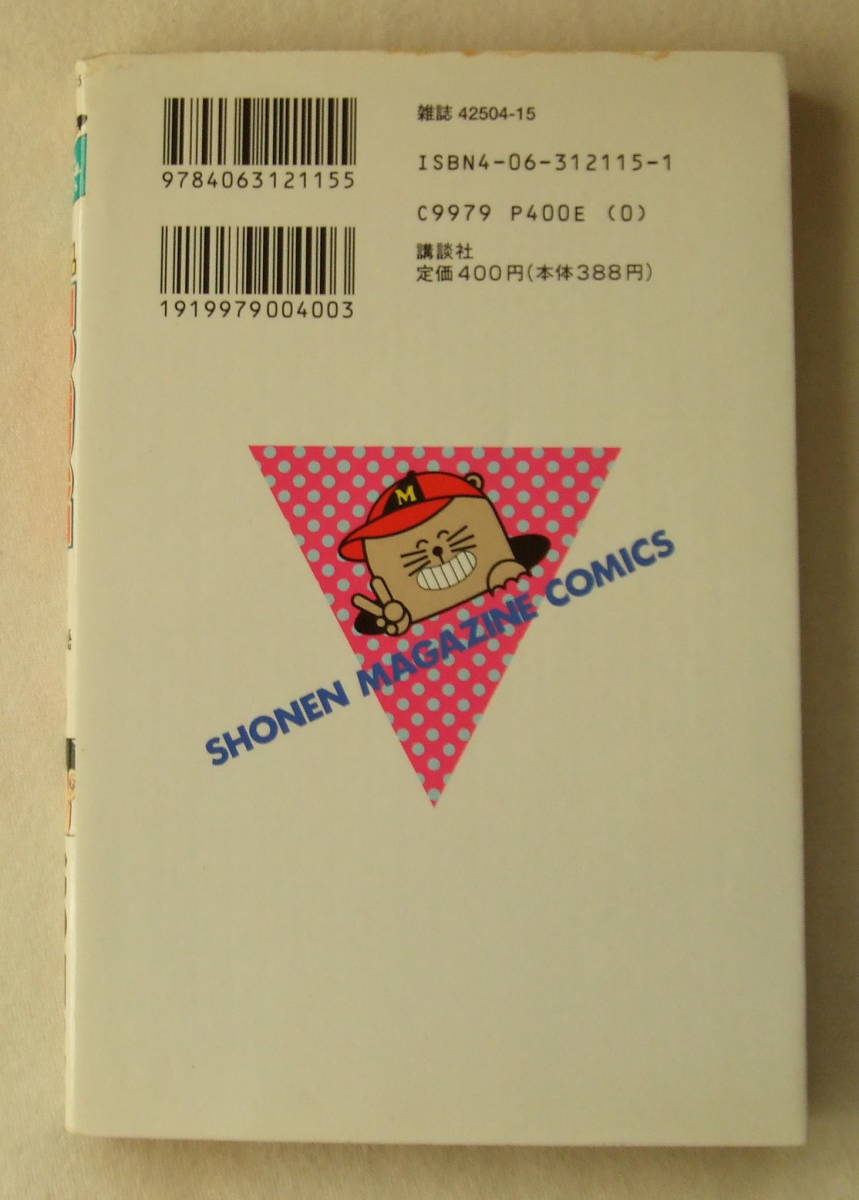 9784063121155
1919979004003
雑誌 42504-15
ISBN4-06-312115-1
C9979 P400E (0)
講談社
定価400円(本体388円)
M
SHONEN MAGAZINE COMICS